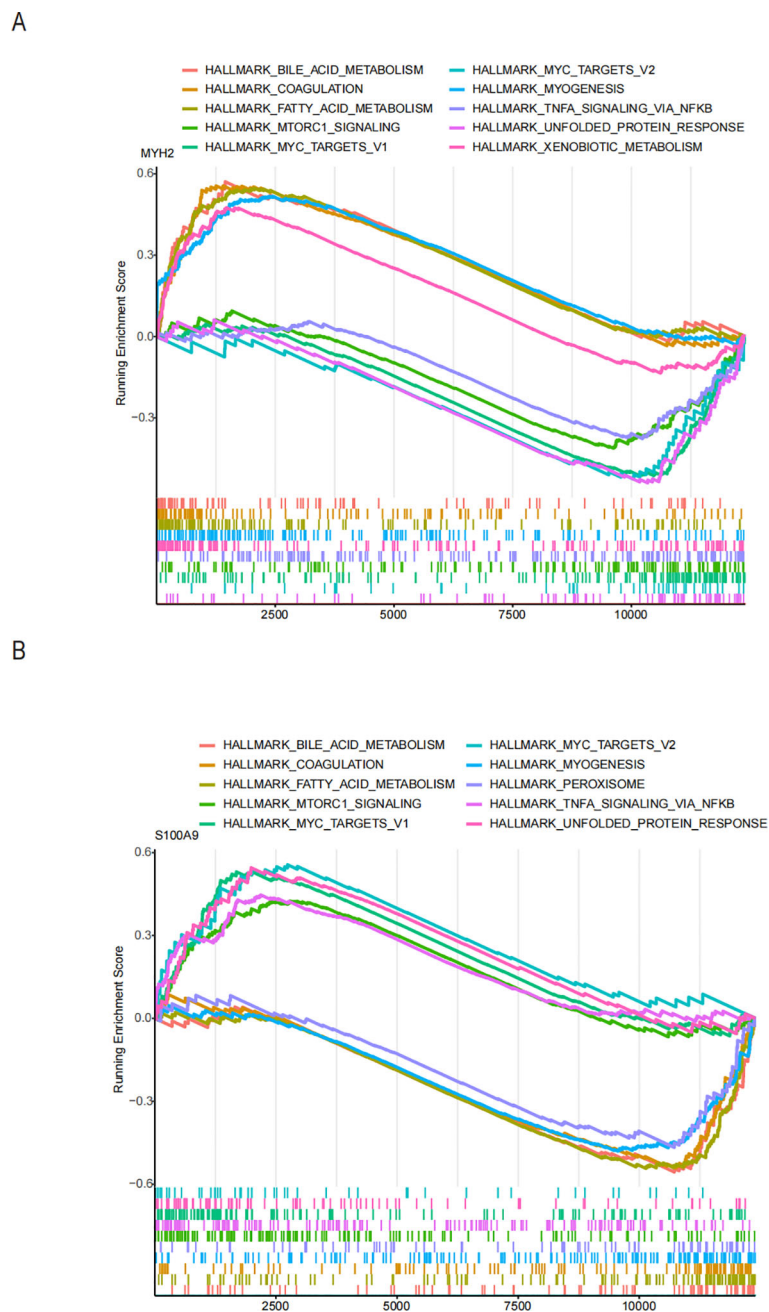 A
HALLMARK_BILE_ACID_METABOLISM HALLMARK_MYC_TARGETS_V2
HALLMARK_COAGULATION HALLMARK_MYOGENESIS
HALLMARK_FATTY_ACID_METABOLISM HALLMARK_TNFA_SIGNALING_VIA_NFKB
HALLMARK_MTORC1_SIGNALING HALLMARK_UNFOLDED_PROTEIN_RESPONSE
HALLMARK_MYC_TARGETS_V1 HALLMARK_XENOBIOTIC_METABOLISM
MYH2
0.6
0.3
0.0
−0.3
Running Enrichment Score
2500 5000 7500 10000
B
HALLMARK_BILE_ACID_METABOLISM HALLMARK_MYC_TARGETS_V2
HALLMARK_COAGULATION HALLMARK_MYOGENESIS
HALLMARK_FATTY_ACID_METABOLISM HALLMARK_PEROXISOME
HALLMARK_MTORC1_SIGNALING HALLMARK_TNFA_SIGNALING_VIA_NFKB
HALLMARK_MYC_TARGETS_V1 HALLMARK_UNFOLDED_PROTEIN_RESPONSE
S100A9
0.6
0.3
0.0
−0.3
−0.6
Running Enrichment Score
2500 5000 7500 10000